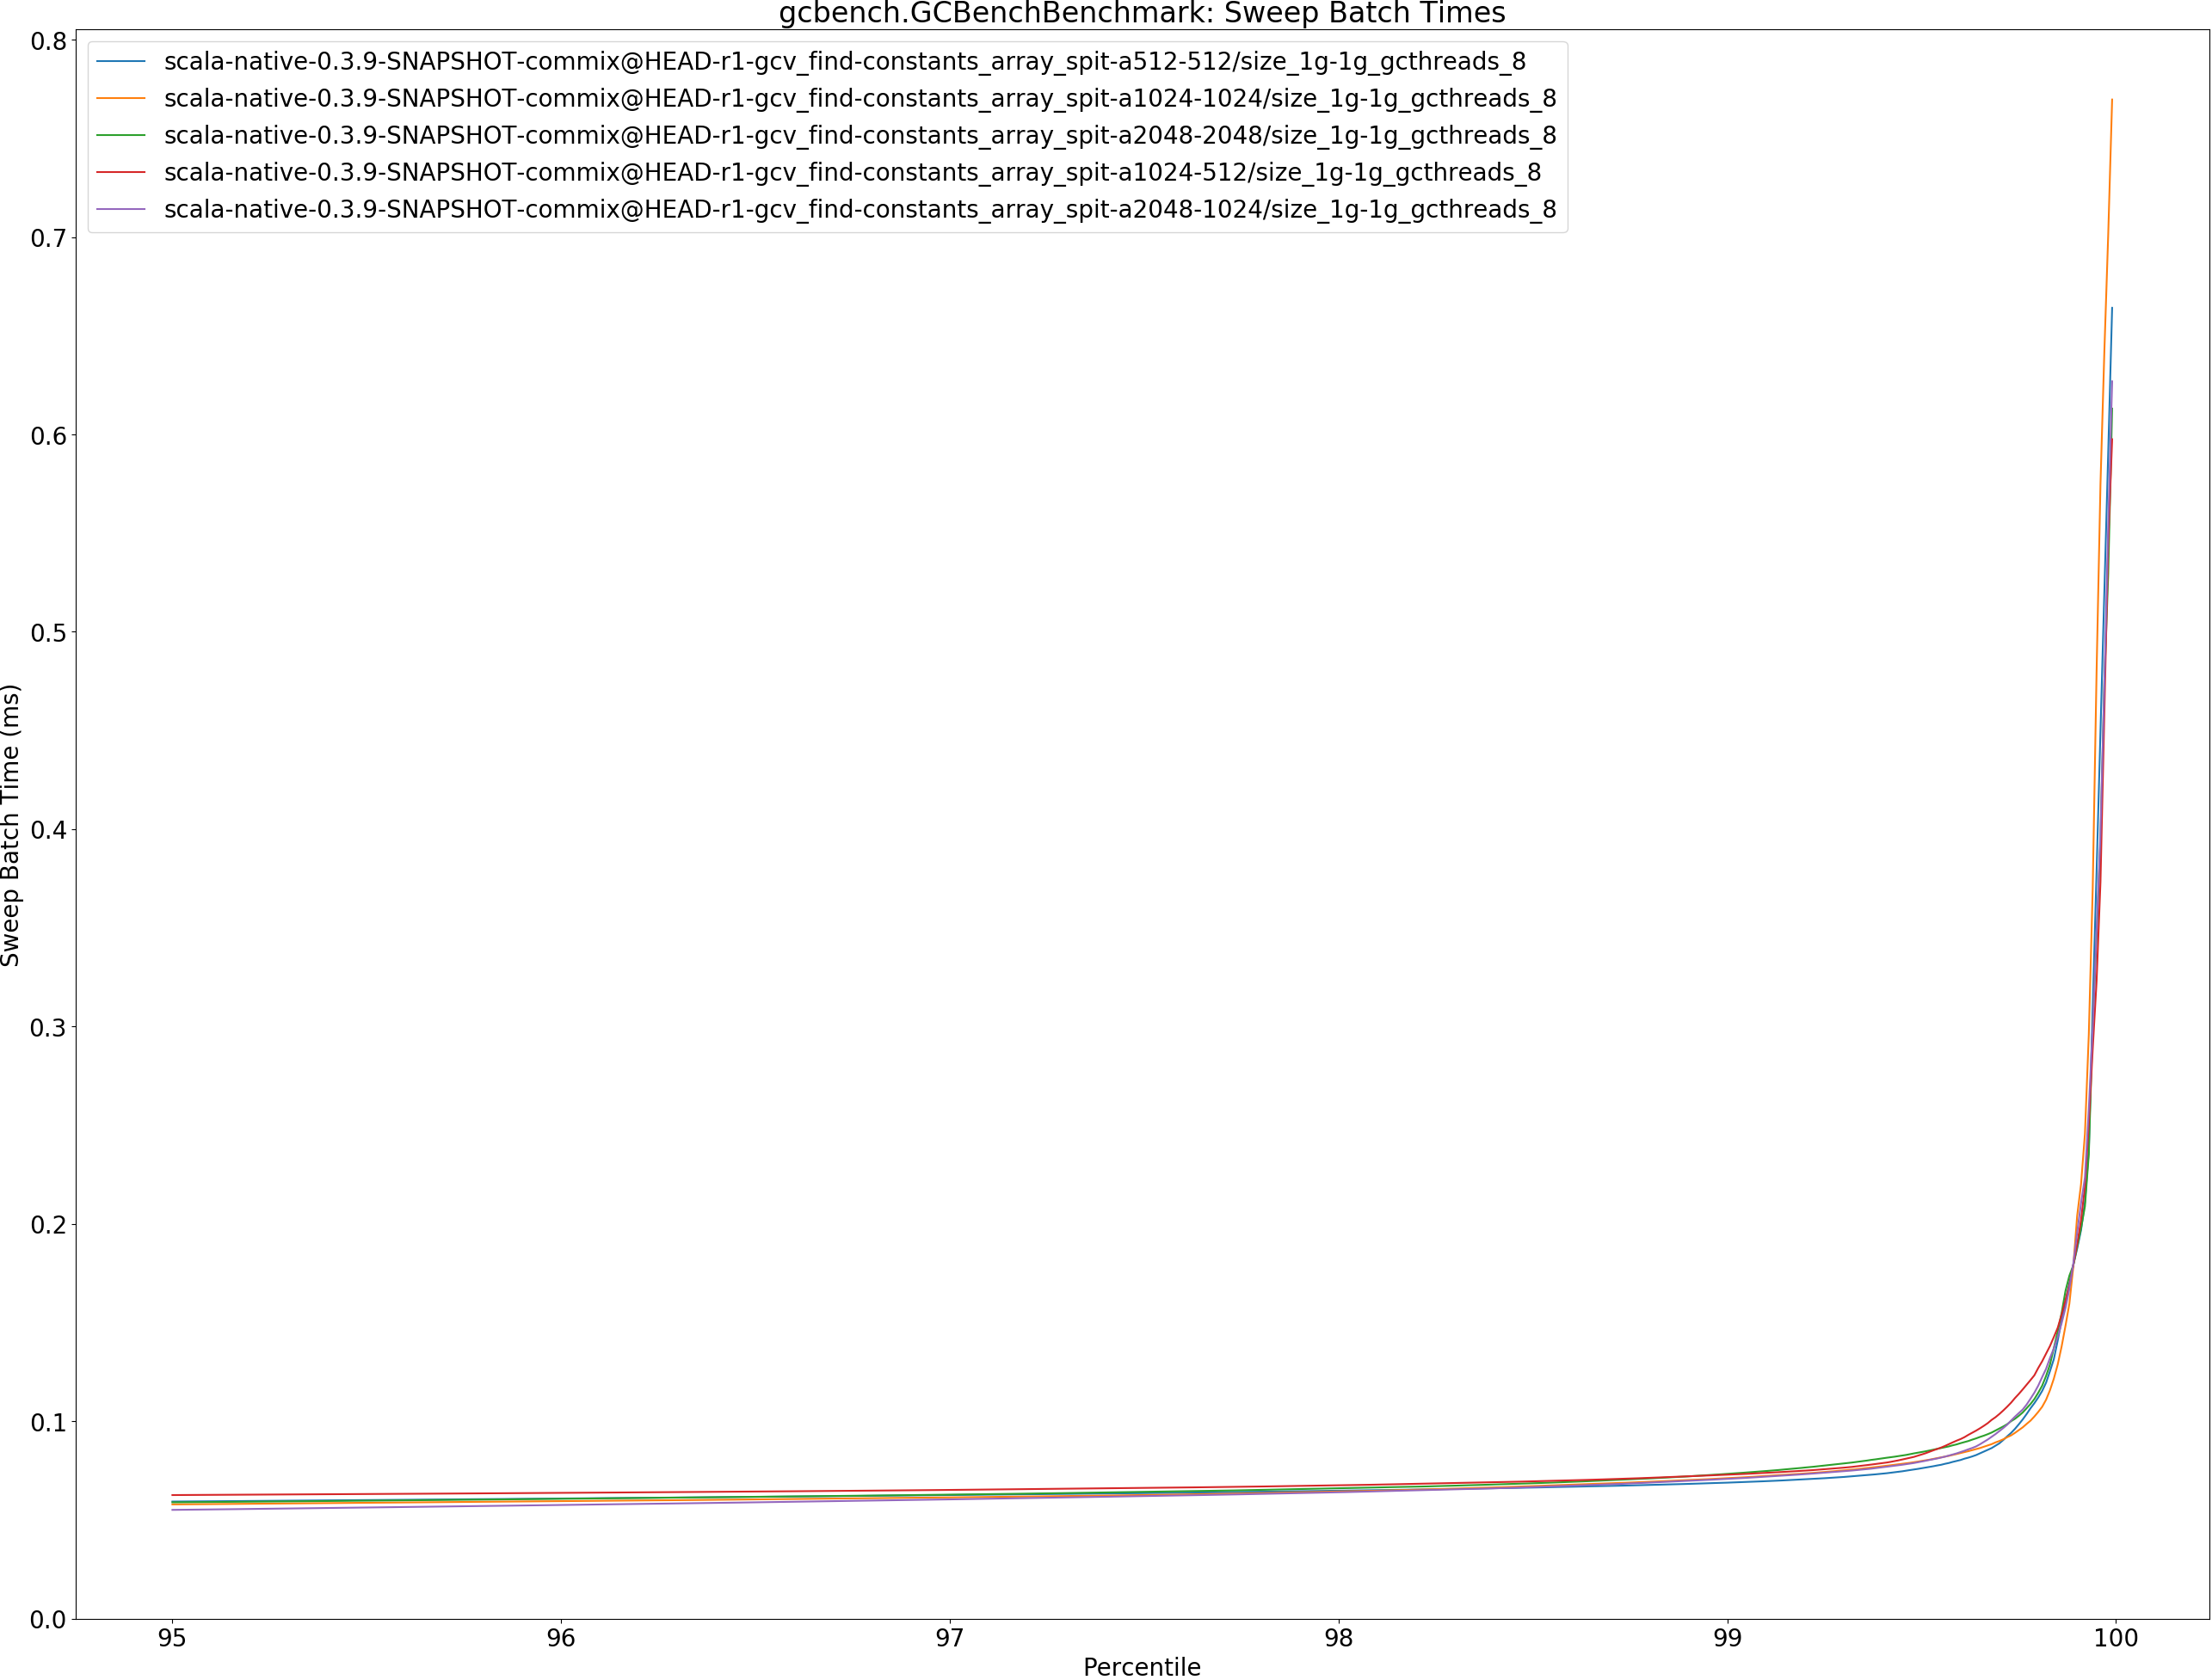 gcbench.GCBenchBenchmark: Sweep Batch Times
scala-native-0.3.9-SNAPSHOT-commix@HEAD-r1-gcv_find-constants_array_spit-a512-512/size_1g-1g_gcthreads_8
scala-native-0.3.9-SNAPSHOT-commix@HEAD-r1-gcv_find-constants_array_spit-a1024-1024/size_1g-1g_gcthreads_8
scala-native-0.3.9-SNAPSHOT-commix@HEAD-r1-gcv_find-constants_array_spit-a2048-2048/size_1g-1g_gcthreads_8
scala-native-0.3.9-SNAPSHOT-commix@HEAD-r1-gcv_find-constants_array_spit-a1024-512/size_1g-1g_gcthreads_8
scala-native-0.3.9-SNAPSHOT-commix@HEAD-r1-gcv_find-constants_array_spit-a2048-1024/size_1g-1g_gcthreads_8
Sweep Batch Time (ms)
0.8
0.7
0.6
0.5
0.4
0.3
0.2
0.1
0.0
95 96 97 98 99 100
Percentile